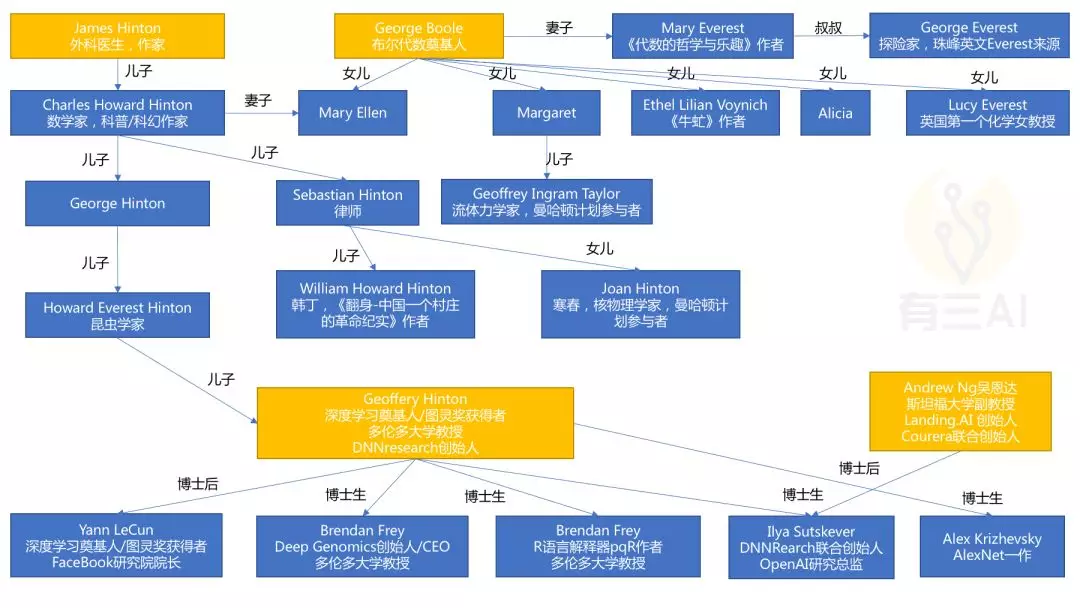 James Hinton
外科医生，作家
George Boole
布尔代数奠基人
妻子
Mary Everest
《代数的哲学与乐趣》作者
叔叔
George Everest
探险家，珠峰英文Everest来源
儿子
女儿
女儿
女儿
女儿
女儿
Charles Howard Hinton
数学家，科普/科幻作家
妻子
Mary Ellen
Margaret
Ethel Lilian Voynich
《牛虻》作者
Alicia
Lucy Everest
英国第一个化学女教授
儿子
儿子
儿子
George Hinton
Sebastian Hinton
律师
Geoffrey Ingram Taylor
流体力学家，曼哈顿计划参与者
儿子
儿子
女儿
William Howard Hinton
韩丁，《翻身-中国一个村庄
的革命纪实》作者
Joan Hinton
寒春，核物理学家，曼哈顿计
划参与者
有三AI
Howard Everest Hinton
昆虫学家
儿子
Geoffery Hinton
深度学习奠基人/图灵奖获得者
多伦多大学教授
DNNresearch创始人
Andrew Ng吴恩达
斯坦福大学副教授
Landing.AI 创始人
Courera联合创始人
博士后
博士生
博士生
博士生
博士后
博士生
Yann LeCun
深度学习奠基人/图灵奖获得者
FaceBook研究院院长
Brendan Frey
Deep Genomics创始人/CEO
多伦多大学教授
Brendan Frey
R语言解释器pqR作者
多伦多大学教授
Ilya Sutskever
DNNRearch联合创始人
OpenAI研究总监
Alex Krizhevsky
AlexNet一作